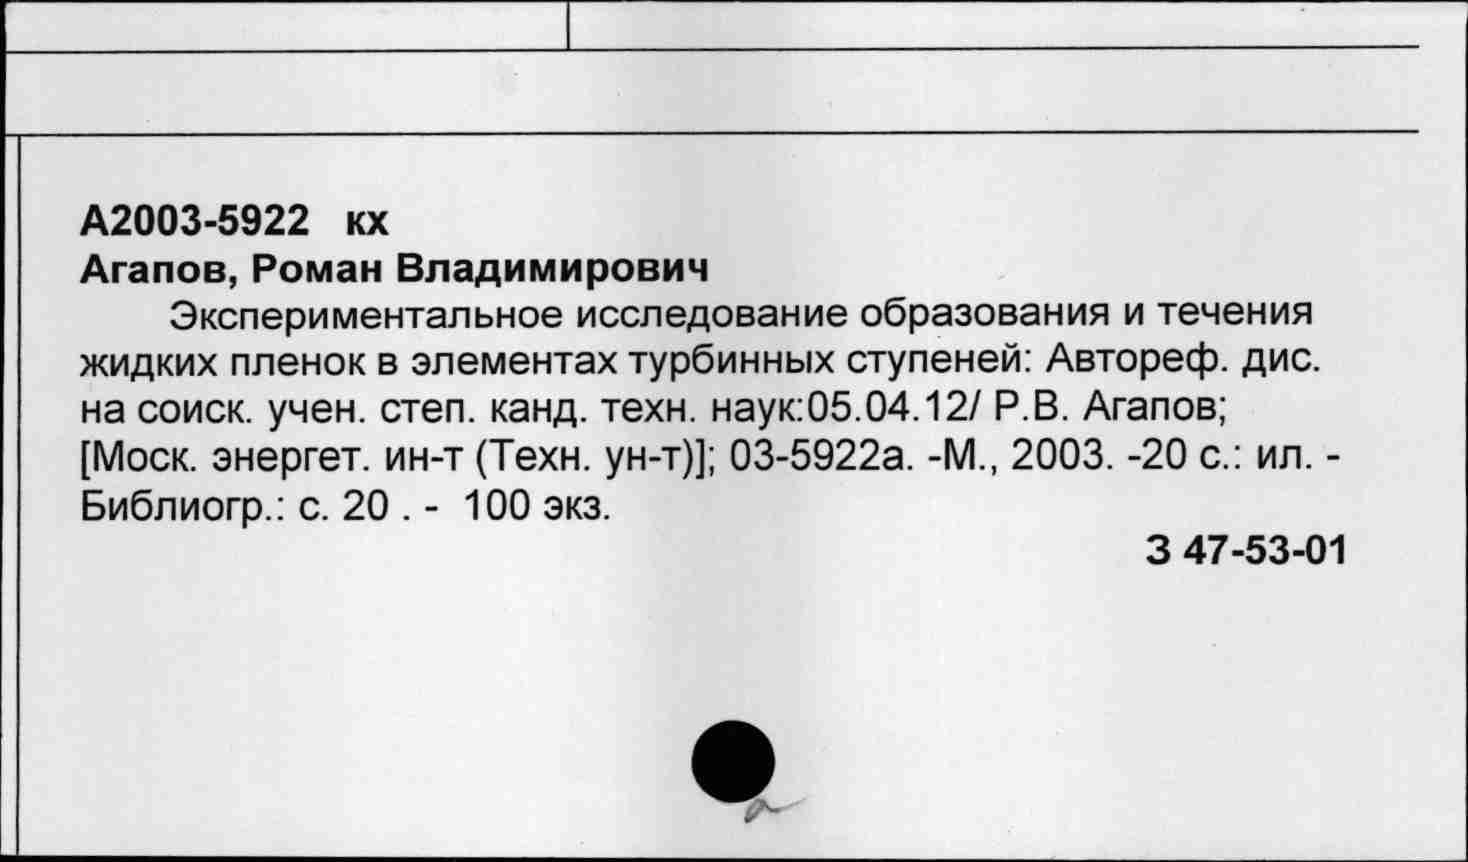 А2003-5922 кх
Агапов, Роман Владимирович
Экспериментальное исследование образования и течения
жидких пленок в элементах турбинных ступеней: Автореф. дис.
на соиск. учен. степ. канд. техн. наук:05.04.12/ Р.В. Агапов;
[Моск. энергет. ин-т (Техн. ун-т)]; 03-5922а. -М., 2003. -20 с.: ил. -
Библиогр.: с. 20 . - 100 экз.
З 47-53-01